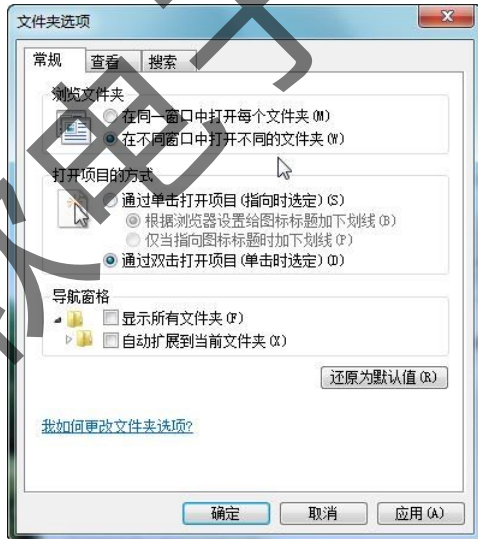 文件夹选项
常规 查看 搜索
浏览文件夹
在同一窗口中打开每个文件夹(M)
在不同窗口中打开不同的文件夹(W)
打开项目的方式
通过单击打开项目(指向时选定)(S)
根据浏览器设置给图标标题加下划线(B)
仅当指向图标标题时加下划线(P)
通过双击打开项目(单击时选定)(D)
导航窗格
显示所有文件夹(F)
自动扩展到当前文件夹(X)
还原为默认值(R)
我如何更改文件夹选项?
确定 取消 应用(A)